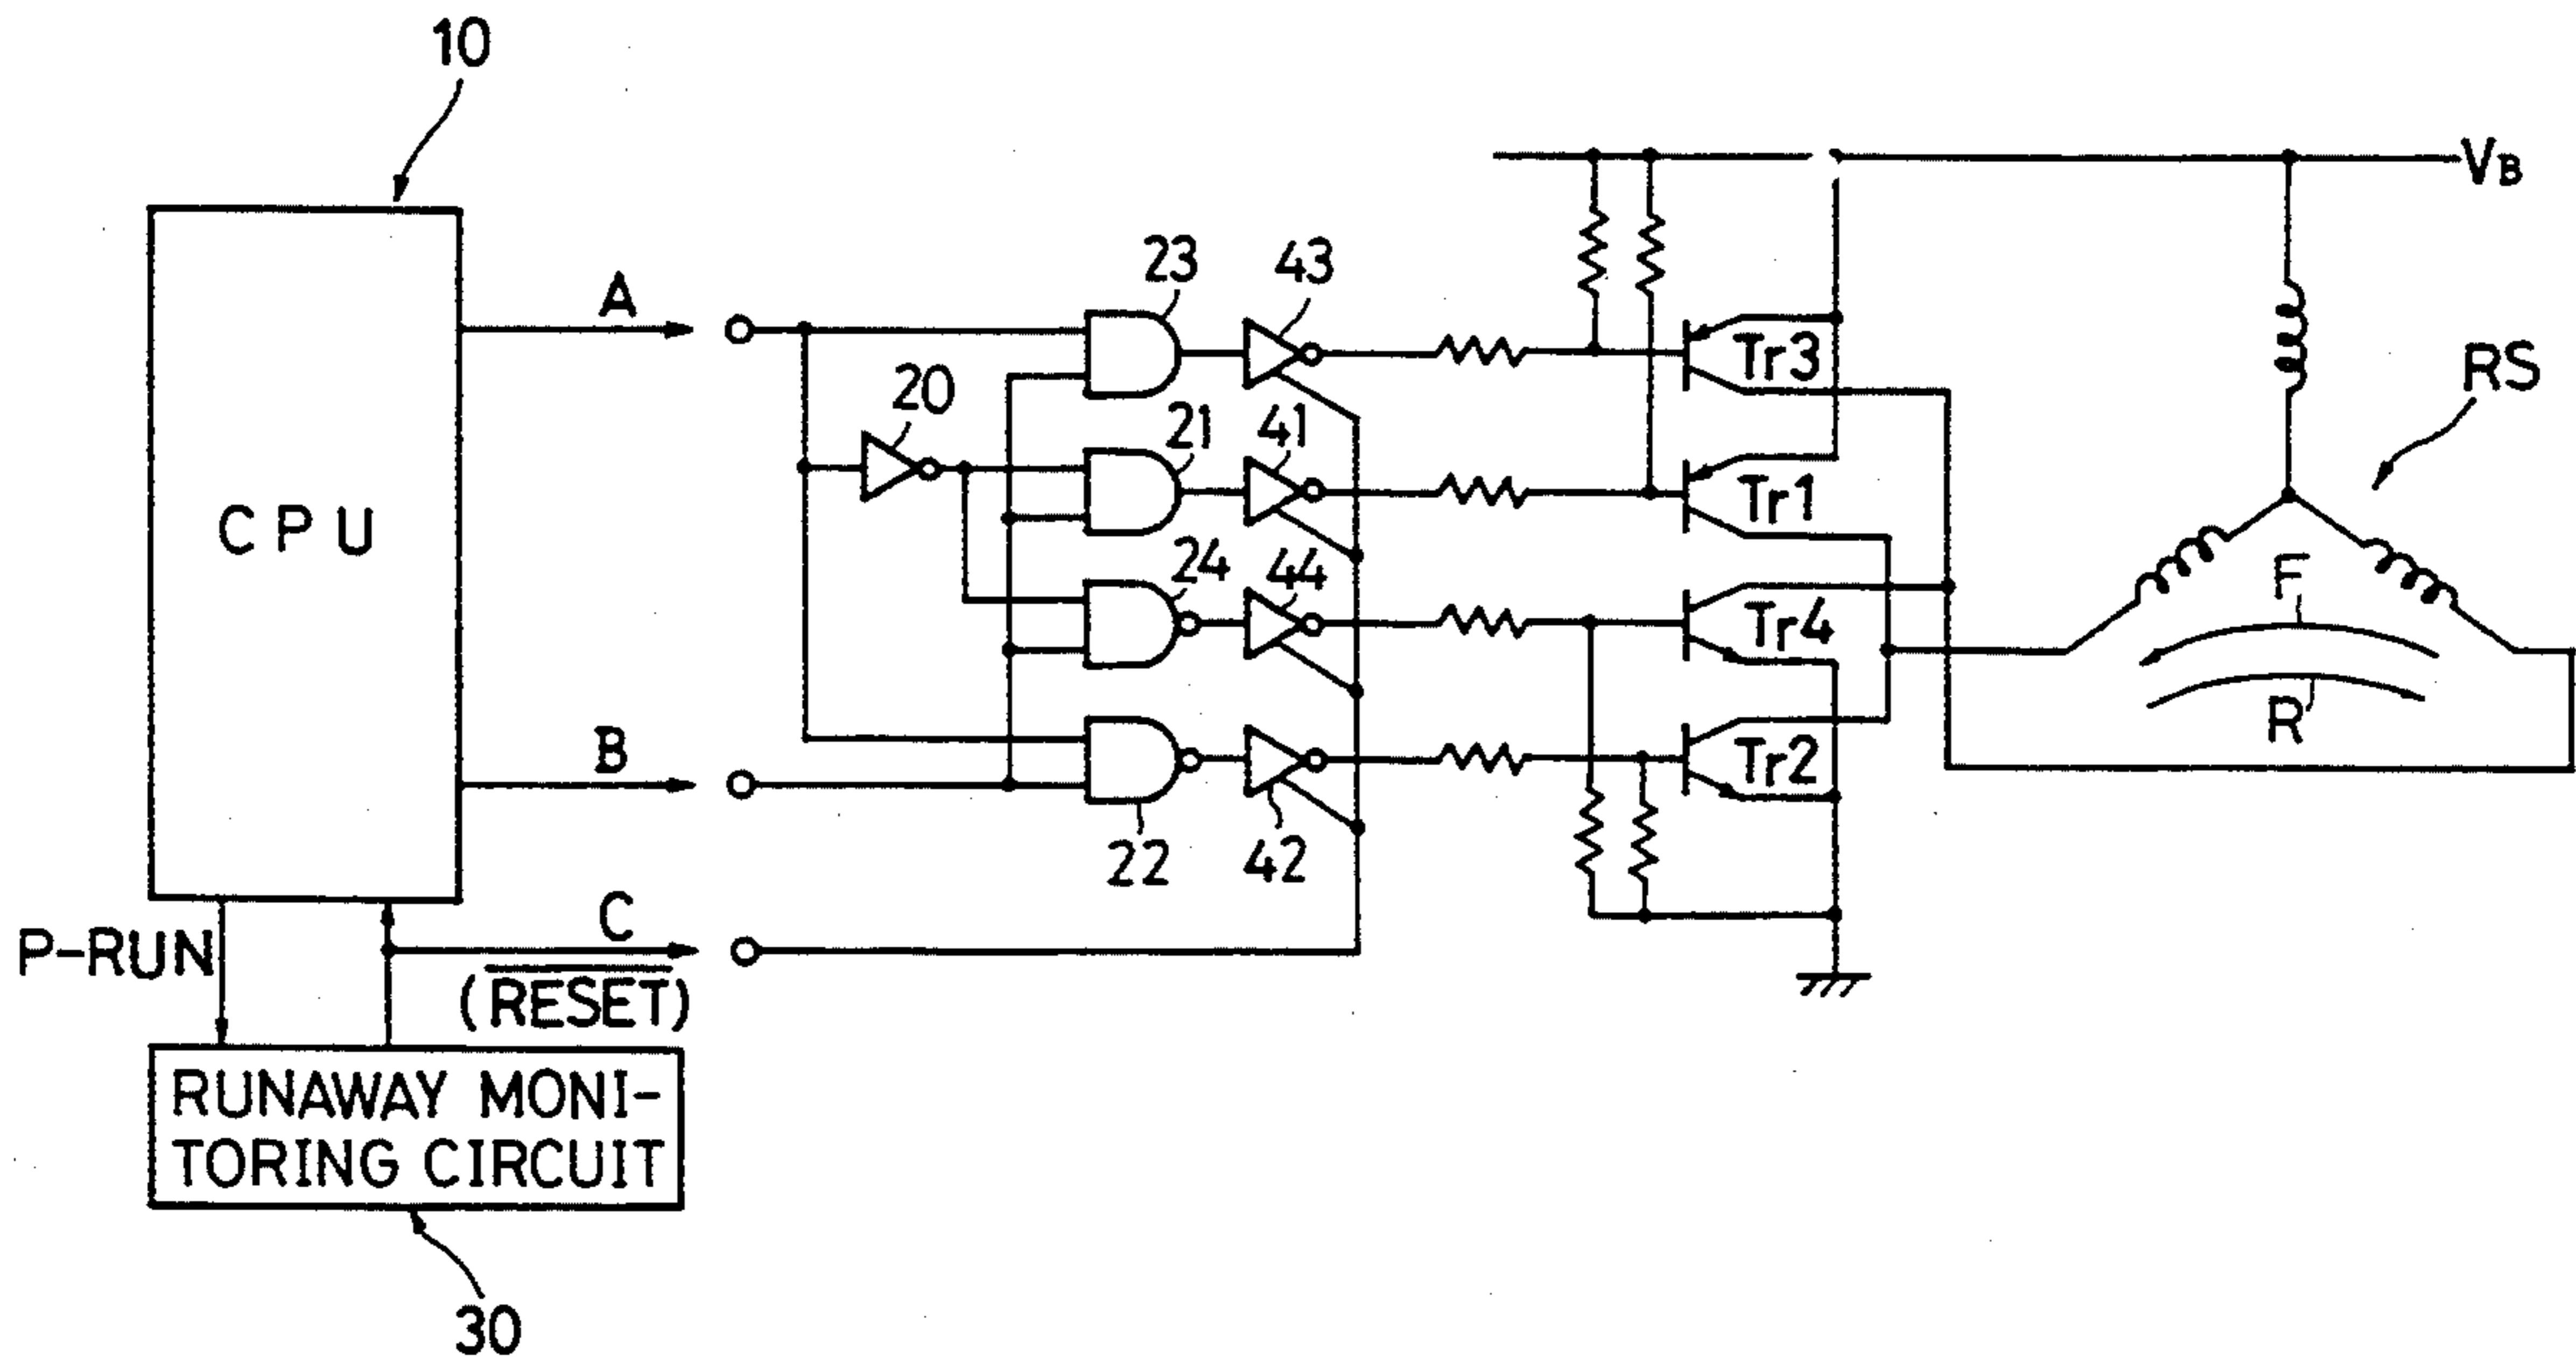 10
VB
A
23
43
20
Tr3
RS
21
41
CPU
Tr1
24
44
F
Tr4
R
B
Tr2
22
42
P-RUN
C
(RESET)
RUNAWAY MONI-
TORING CIRCUIT
30